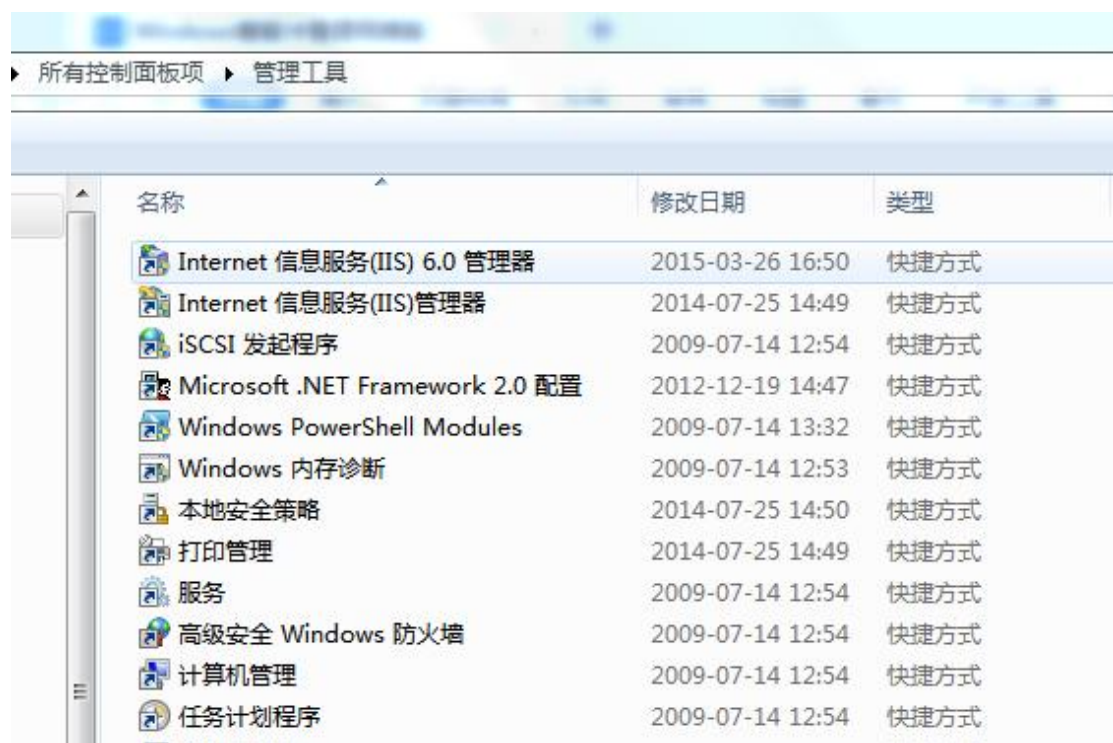 所有控制面板项 管理工具
名称 修改日期 类型
Internet 信息服务(IIS) 6.0 管理器 2015-03-26 16:50 快捷方式
Internet 信息服务(IIS)管理器 2014-07-25 14:49 快捷方式
iSCSI 发起程序 2009-07-14 12:54 快捷方式
Microsoft .NET Framework 2.0 配置 2012-12-19 14:47 快捷方式
Windows PowerShell Modules 2009-07-14 13:32 快捷方式
Windows 内存诊断 2009-07-14 12:53 快捷方式
本地安全策略 2014-07-25 14:50 快捷方式
打印管理 2014-07-25 14:49 快捷方式
服务 2009-07-14 12:54 快捷方式
高级安全 Windows 防火墙 2009-07-14 12:54 快捷方式
计算机管理 2009-07-14 12:54 快捷方式
任务计划程序 2009-07-14 12:54 快捷方式